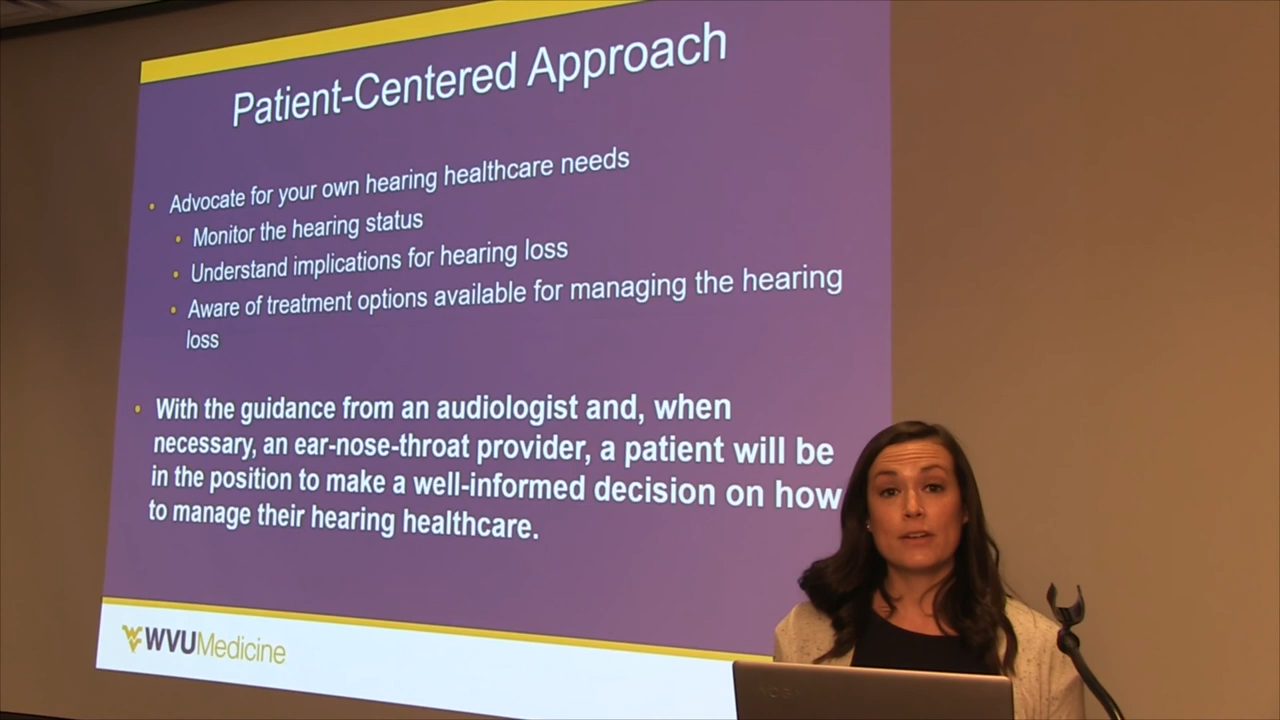 Patient-Centered Approach
• Advocate for your own hearing healthcare needs
• Monitor the hearing status
• Understand implications for hearing loss
• Aware of treatment options available for managing the hearing
loss
• With the guidance from an audiologist and, when
necessary, an ear-nose-throat provider, a patient will be
in the position to make a well-informed decision on how
to manage their hearing healthcare.
WVUMedicine